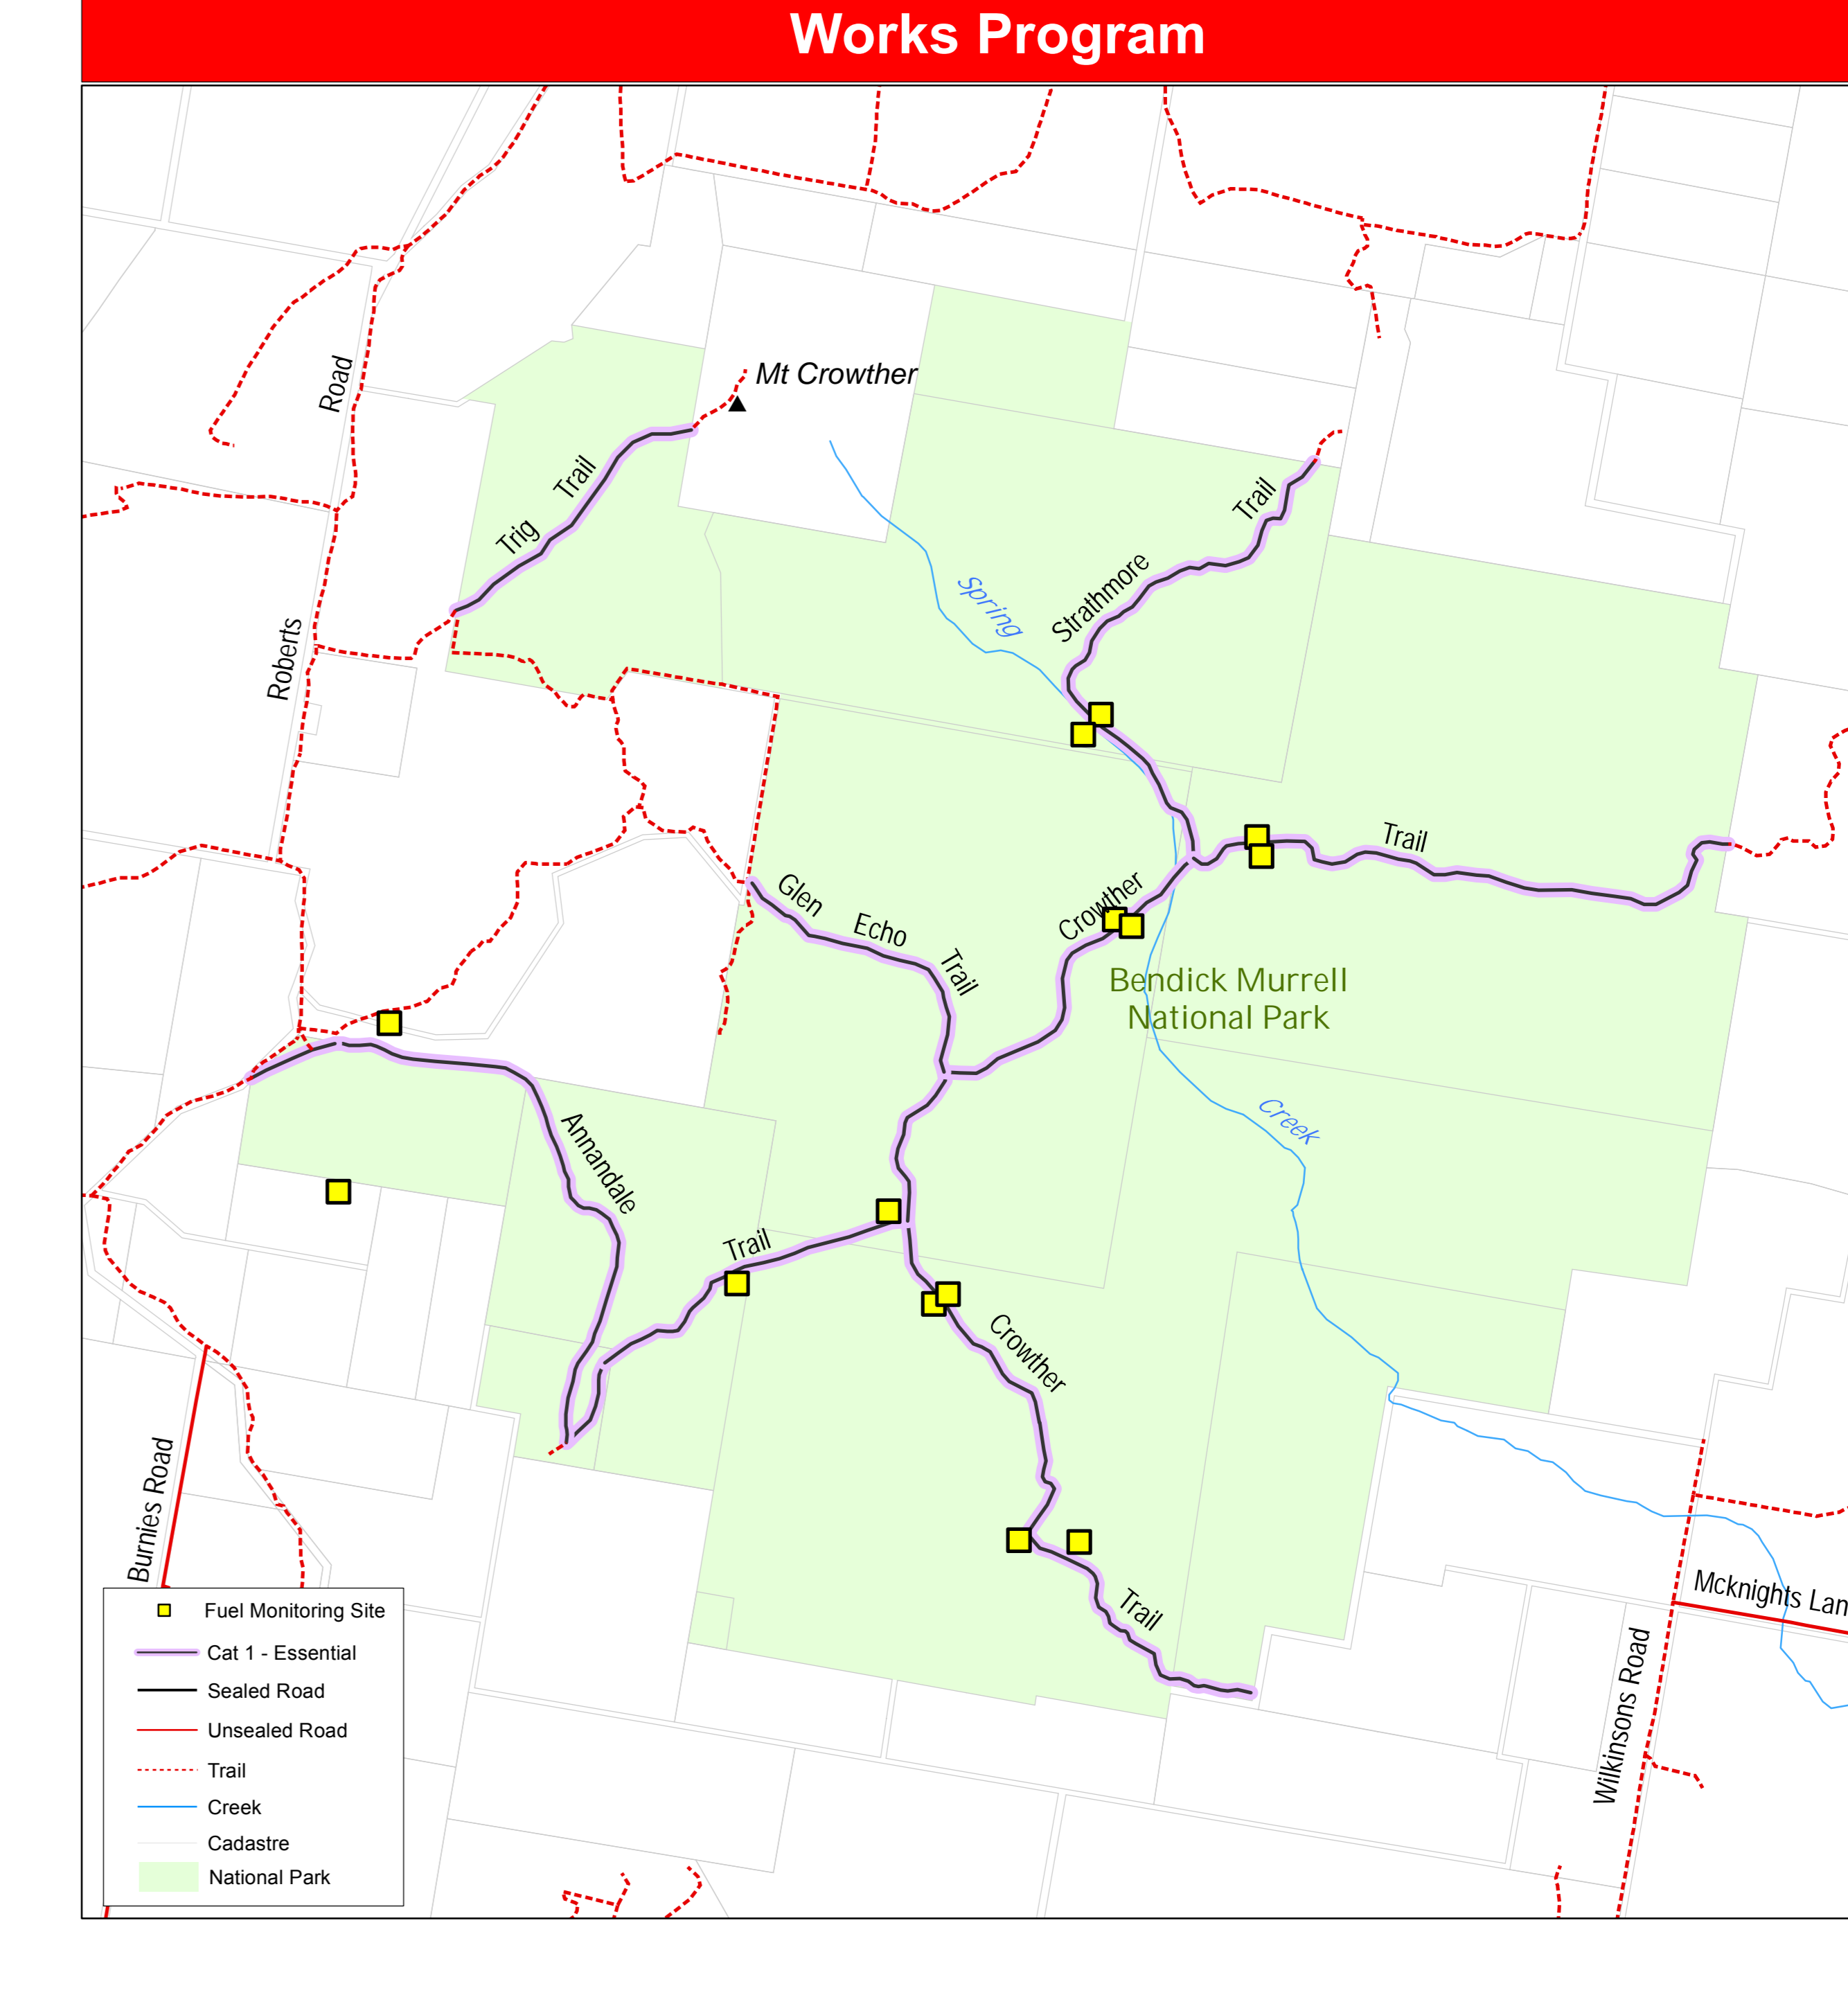 Works Program
Mt Crowther
Road
Trig Trail
Strathmore Trail
Spring
Roberts
Trail
Crowther
Glen Echo Trail
Bendick Murrell
National Park
Creek
Annandale
Trail
Crowther
Trail
Burnies Road
Mcknights Lan
Wilkinsons Road
Fuel Monitoring Site
Cat 1 - Essential
Sealed Road
Unsealed Road
Trail
Creek
Cadastre
National Park